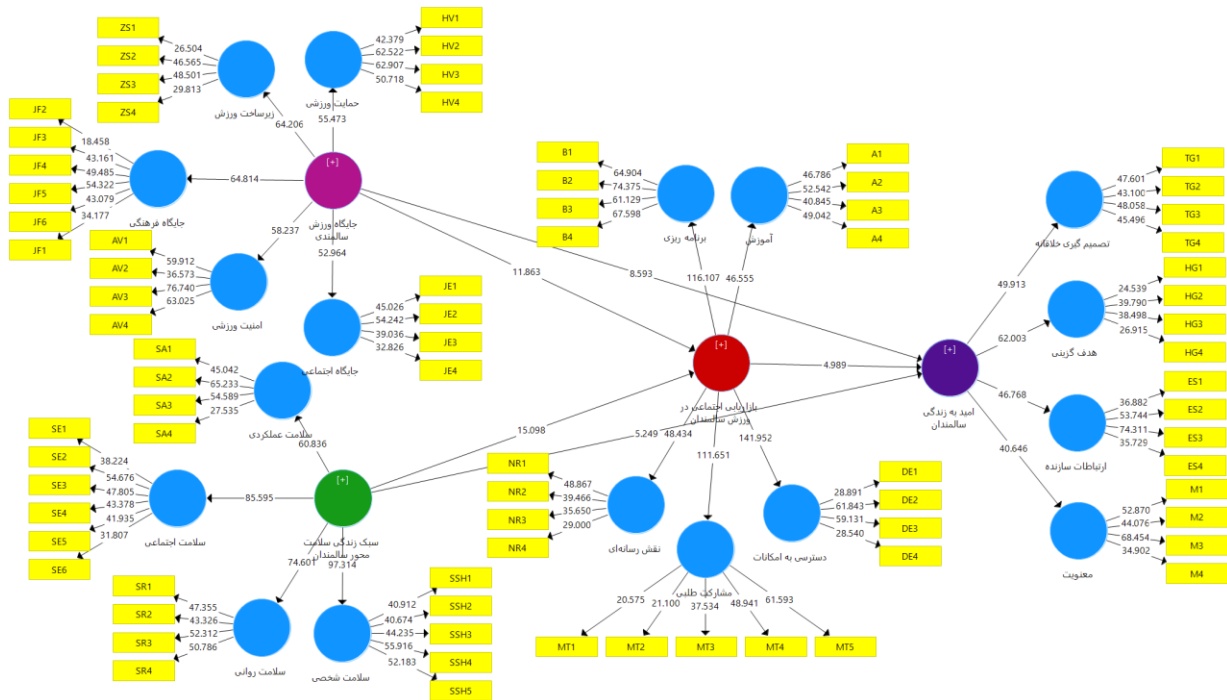 ZS1
ZS2
ZS3
ZS4
26.504
46.565
48.501
29.813
زیرساخت ورزش
HV1
HV2
HV3
HV4
42.379
62.522
62.907
50.718
حمایت ورزشی
64.206
55.473
JF2
JF3
JF4
JF5
JF6
JF1
18.458
43.161
49.485
54.322
43.079
34.177
جایگاه فرهنگی
64.814
[+]
جایگاه ورزش
سالمندی
58.237
52.964
AV1
AV2
AV3
AV4
59.912
36.573
76.740
63.025
امنیت ورزشی
JE1
JE2
JE3
JE4
45.026
54.242
39.036
32.826
جایگاه اجتماعی
11.863
8.593
B1
B2
B3
B4
64.904
74.375
61.129
67.598
برنامه ریزی
A1
A2
A3
A4
46.786
52.542
40.845
49.042
آموزش
116.107
46.555
[+]
بازاریابی اجتماعی در
ورزش سالمندان
4.989
TG1
TG2
TG3
TG4
47.601
43.100
48.058
45.496
تصمیم گیری خلاقانه
49.913
HG1
HG2
HG3
HG4
24.539
39.790
38.498
26.915
هدف گزینی
62.003
[+]
امید به زندگی
سالمندان
46.768
40.646
ES1
ES2
ES3
ES4
36.882
53.744
74.311
35.729
ارتباطات سازنده
M1
M2
M3
M4
52.870
44.076
68.454
34.902
معنویت
SA1
SA2
SA3
SA4
45.042
65.233
54.589
27.535
سلامت عملکردی
60.836
15.098
5.249
SE1
SE2
SE3
SE4
SE5
SE6
38.224
54.676
47.805
43.378
41.935
31.807
سلامت اجتماعی
85.595
[+]
سبک زندگی سلامت
محور سالمندان
74.601
97.314
SR1
SR2
SR3
SR4
47.355
43.326
52.312
50.786
سلامت روانی
SSH1
SSH2
SSH3
SSH4
SSH5
40.912
40.674
44.235
55.916
52.183
سلامت شخصی
48.434
111.651
141.952
NR1
NR2
NR3
NR4
48.867
39.466
35.650
29.000
نقش رسانه‌ای
DE1
DE2
DE3
DE4
28.891
61.843
59.131
28.540
دسترسی به امکانات
مشارکت طلبی
20.575
21.100
37.534
48.941
61.593
MT1
MT2
MT3
MT4
MT5